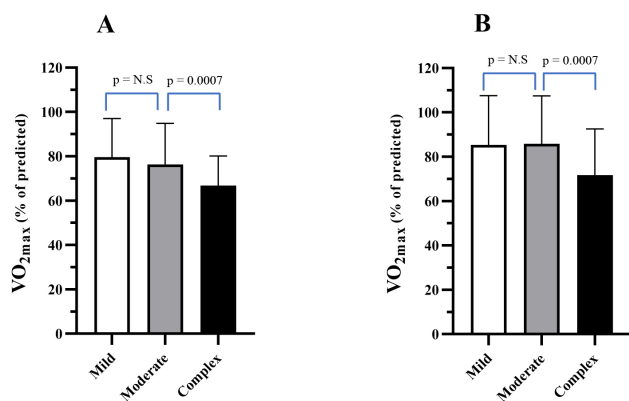 A
p = N.S
p = 0.0007
VO2max (% of predicted)
120
100
80
60
40
20
0
Mild
Moderate
Complex
B
p = N.S
p = 0.0007
VO2max (% of predicted)
120
100
80
60
40
20
0
Mild
Moderate
Complex